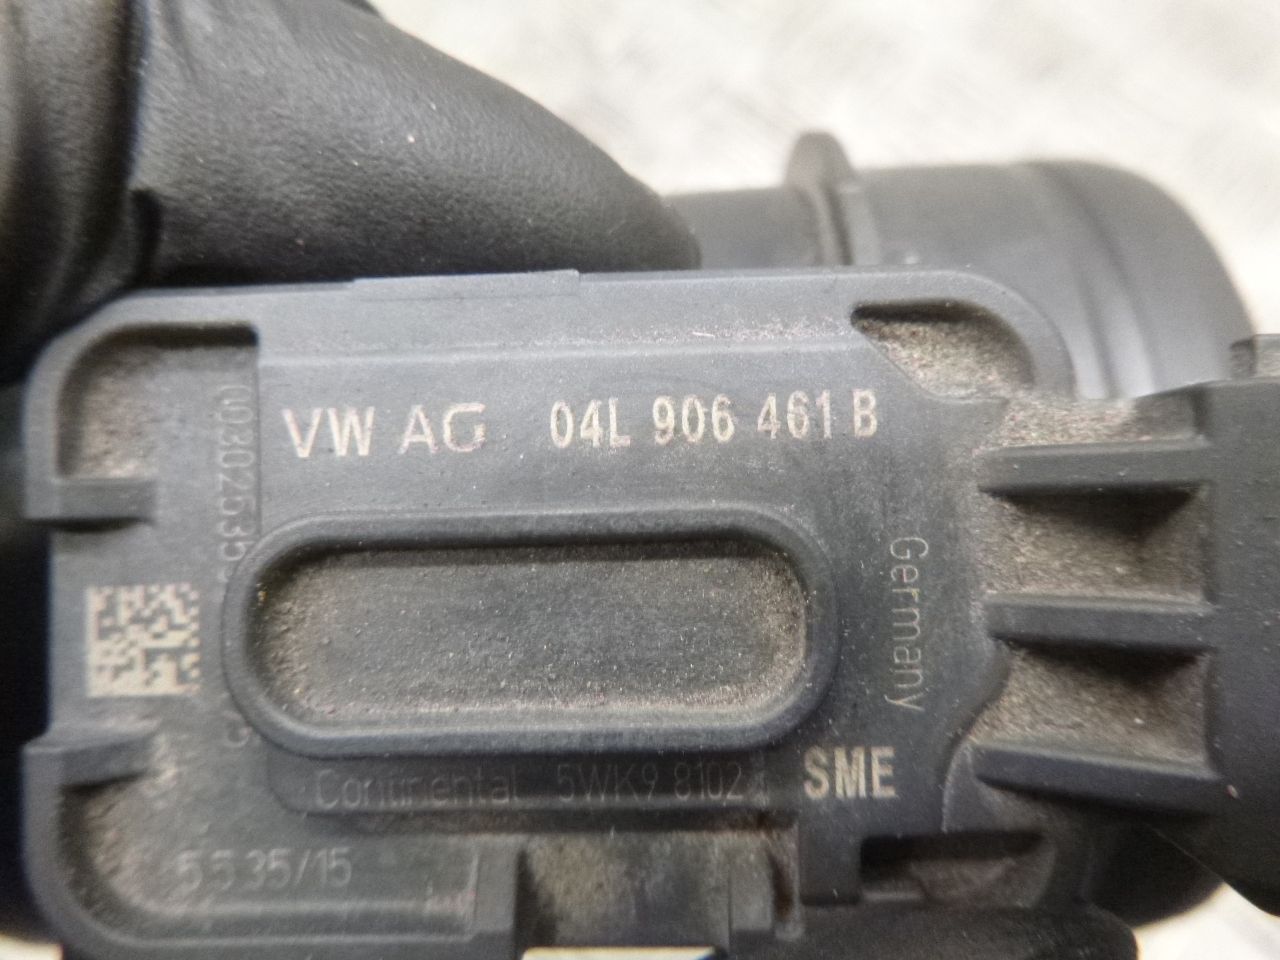 VW AG 04L 906 461 B
Germany
Continental 5WK9 8102
SME
5 5 35/15